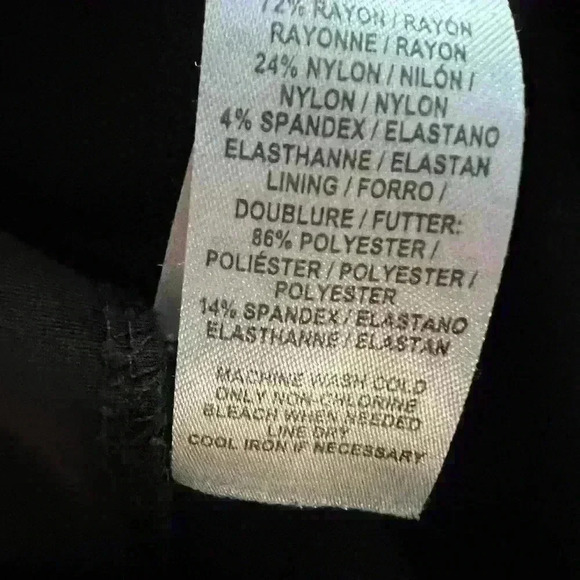 72% RAYON / RAYÓN
RAYONNE / RAYON
24% NYLON / NILÓN /
NYLON / NYLON
4% SPANDEX / ELASTANO
ELASTHANNE / ELASTAN
LINING / FORRO /
DOUBLURE / FUTTER:
86% POLYESTER /
POLIÉSTER / POLYESTER /
POLYESTER
14% SPANDEX / ELASTANO
ELASTHANNE / ELASTAN
MACHINE WASH COLD
ONLY NON-CHLORINE
BLEACH WHEN NEEDED
LINE DRY
COOL IRON IF NECESSARY